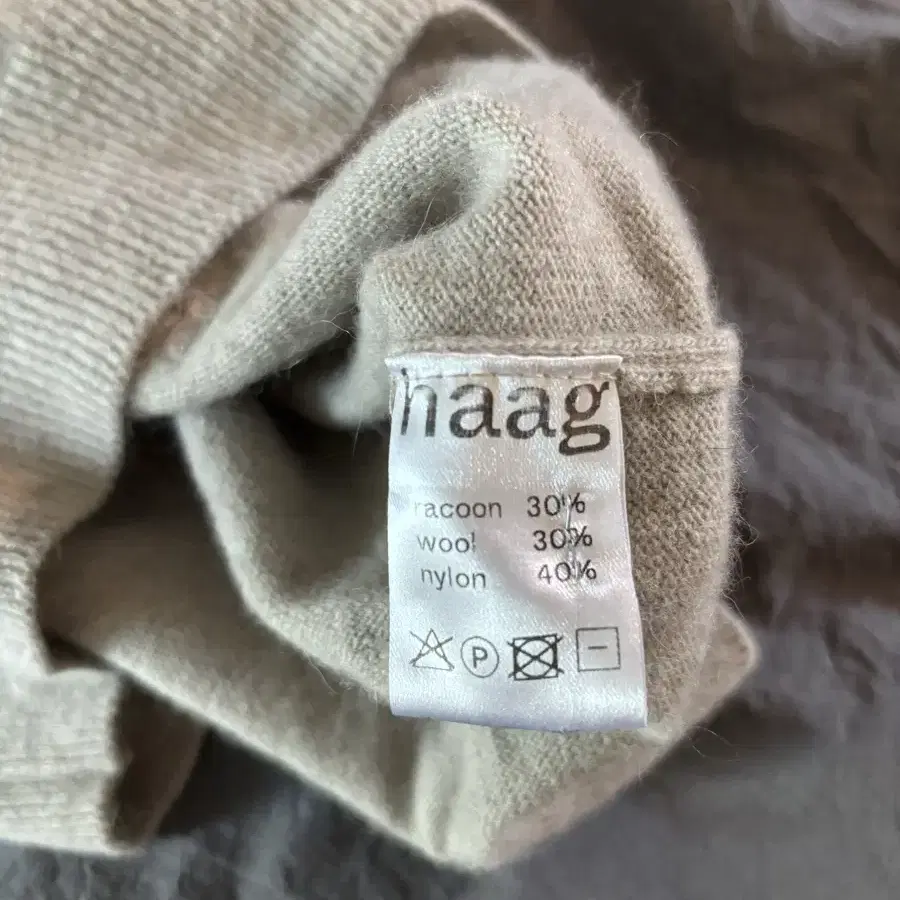 haag
racoon 30%
wool 30%
nylon 40%
P